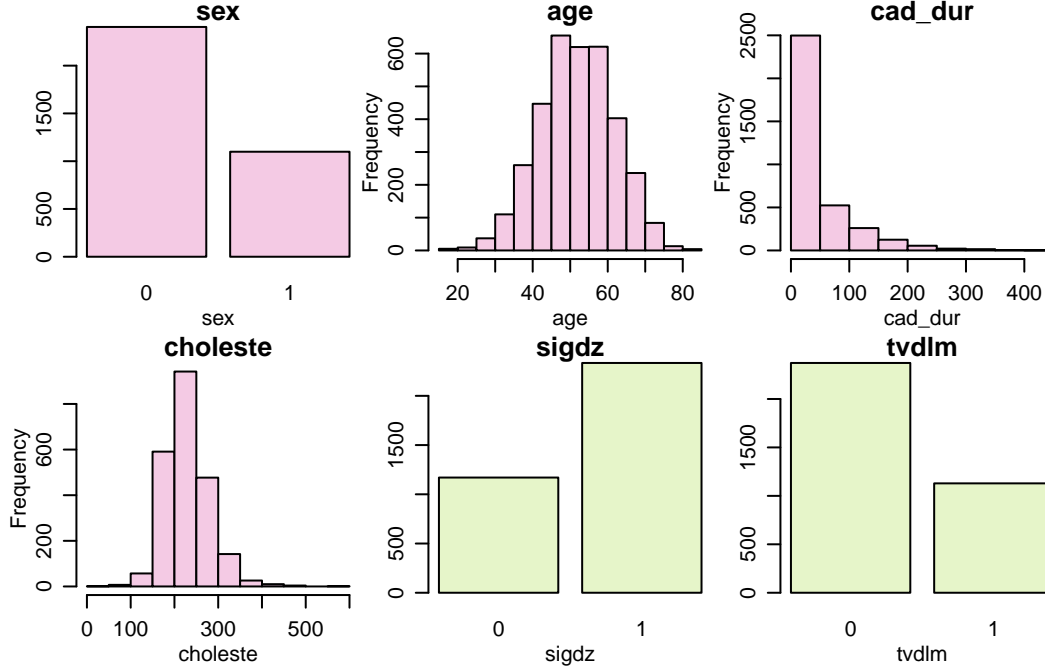 sex
0 500 1500
0 1
sex
age
Frequency
0 200 400 600
20 40 60 80
age
cad_dur
Frequency
0 500 1500 2500
0 100 200 300 400
cad_dur
choleste
Frequency
0 200 600
0 100 300 500
choleste
sigdz
0 500 1500
0 1
sigdz
tvdlm
0 500 1500
0 1
tvdlm